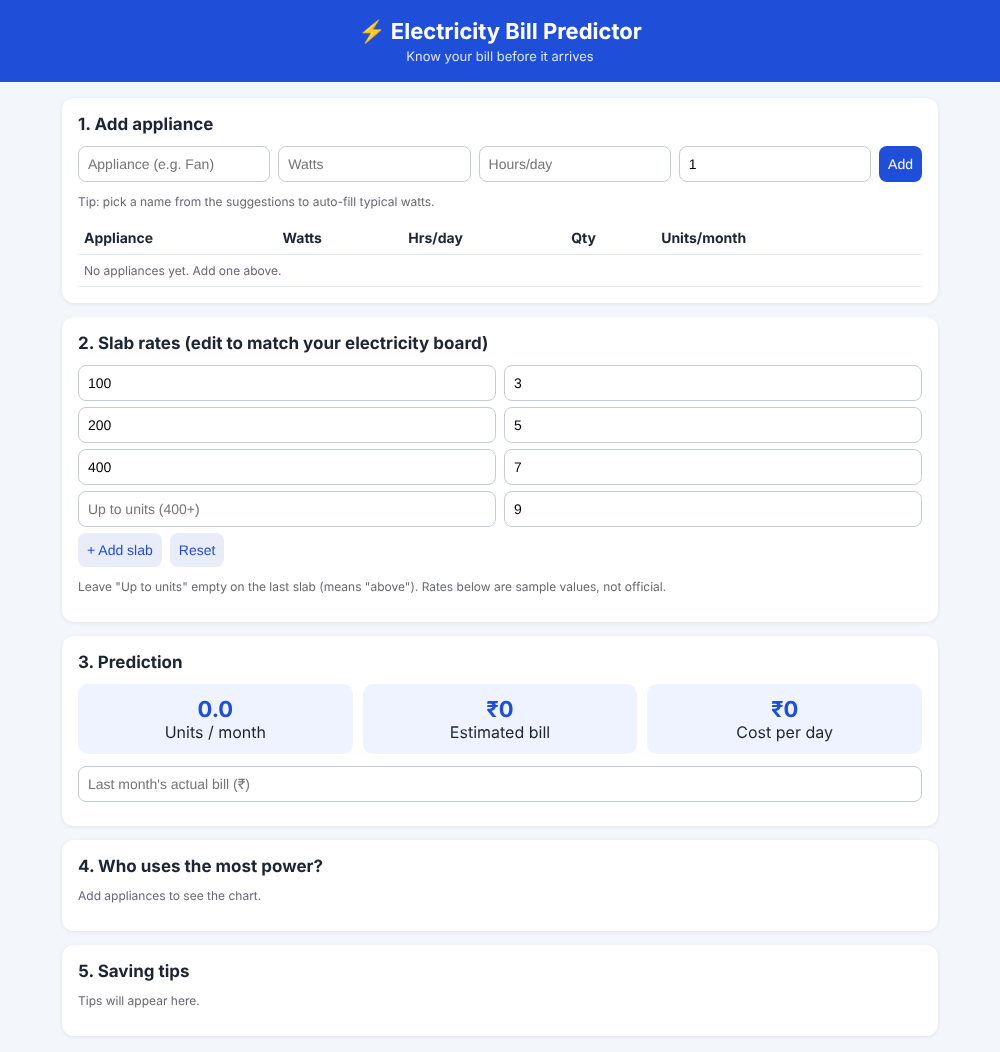 ⚡ Electricity Bill Predictor
Know your bill before it arrives
1. Add appliance
Appliance (e.g. Fan) Watts Hours/day 1 Add
Tip: pick a name from the suggestions to auto-fill typical watts.
Appliance Watts Hrs/day Qty Units/month
No appliances yet. Add one above.
2. Slab rates (edit to match your electricity board)
100 3
200 5
400 7
Up to units (400+) 9
+ Add slab Reset
Leave "Up to units" empty on the last slab (means "above"). Rates below are sample values, not official.
3. Prediction
0.0 ₹0 ₹0
Units / month Estimated bill Cost per day
Last month's actual bill (₹)
4. Who uses the most power?
Add appliances to see the chart.
5. Saving tips
Tips will appear here.